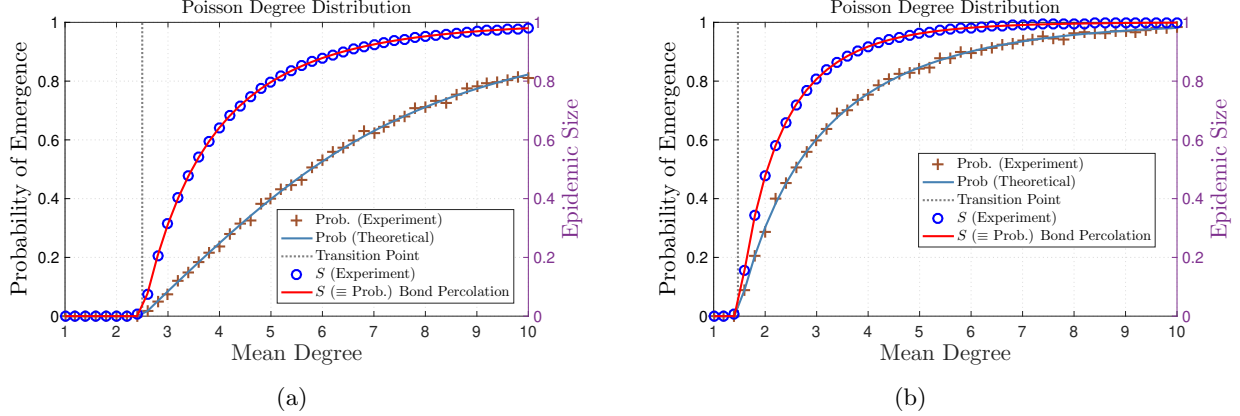 Poisson Degree Distribution
Probability of Emergence
1
0.8
0.6
0.4
0.2
0
Prob. (Experiment)
Prob (Theoretical)
Transition Point
S (Experiment)
S (≡ Prob.) Bond Percolation
1
0.8
0.6
0.4
0.2
0
Epidemic Size
1 2 3 4 5 6 7 8 9 10
Mean Degree
(a)
Poisson Degree Distribution
Probability of Emergence
1
0.8
0.6
0.4
0.2
0
Prob. (Experiment)
Prob (Theoretical)
Transition Point
S (Experiment)
S (≡ Prob.) Bond Percolation
1
0.8
0.6
0.4
0.2
0
Epidemic Size
1 2 3 4 5 6 7 8 9 10
Mean Degree
(b)